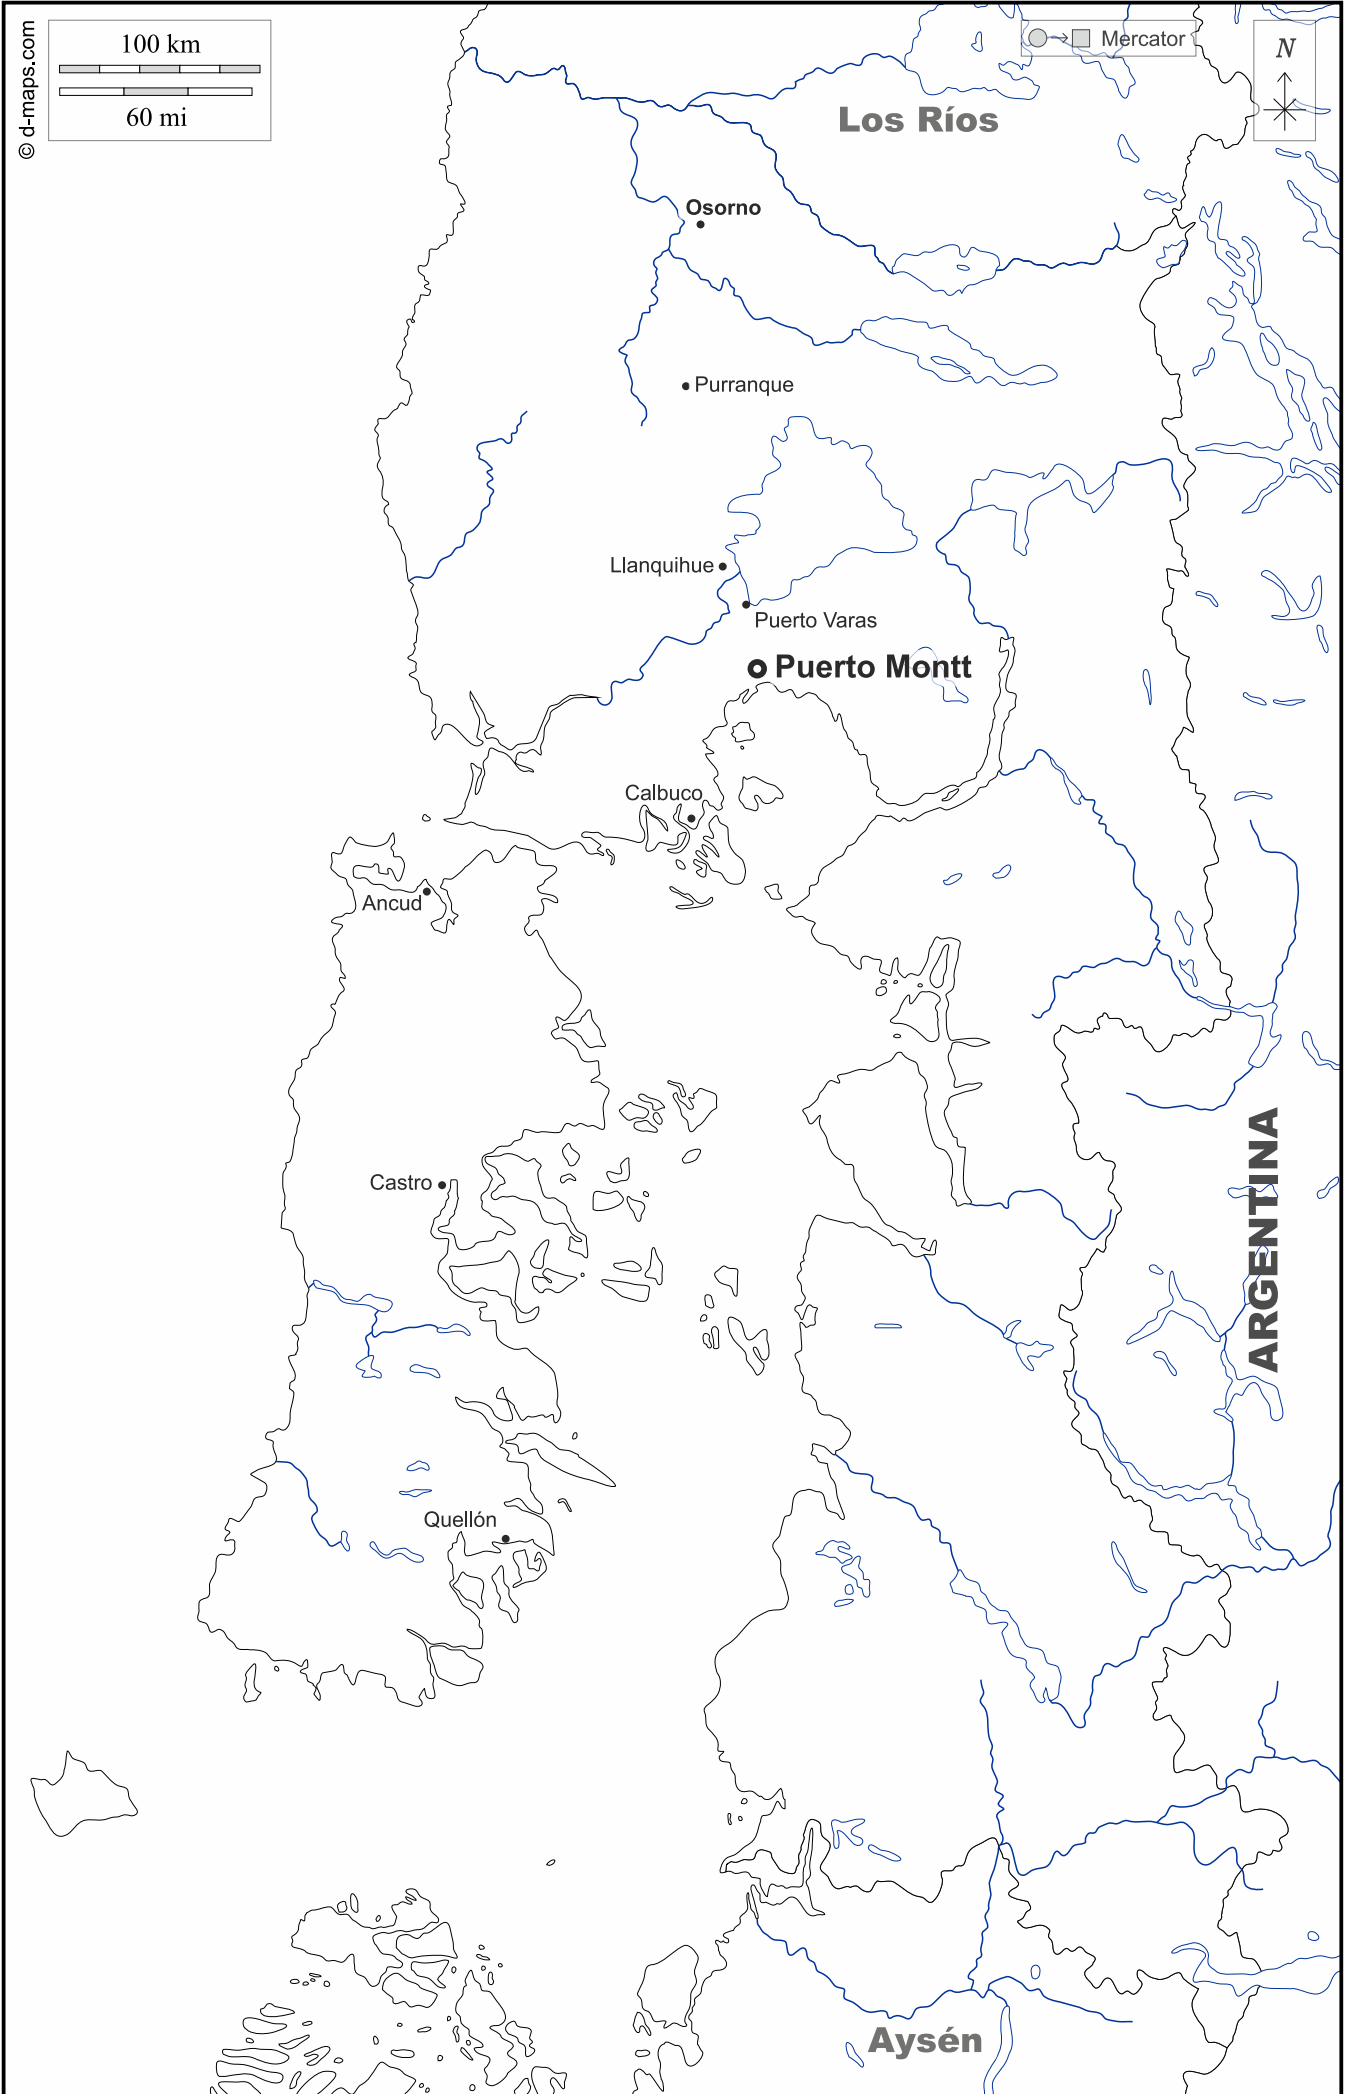 © d-maps.com
100 km
60 mi
Mercator
N
Los Ríos
Osorno
Purranque
Llanquihue
Puerto Varas
Puerto Montt
Calbuco
Ancud
Castro
ARGENTINA
Quellón
Aysén